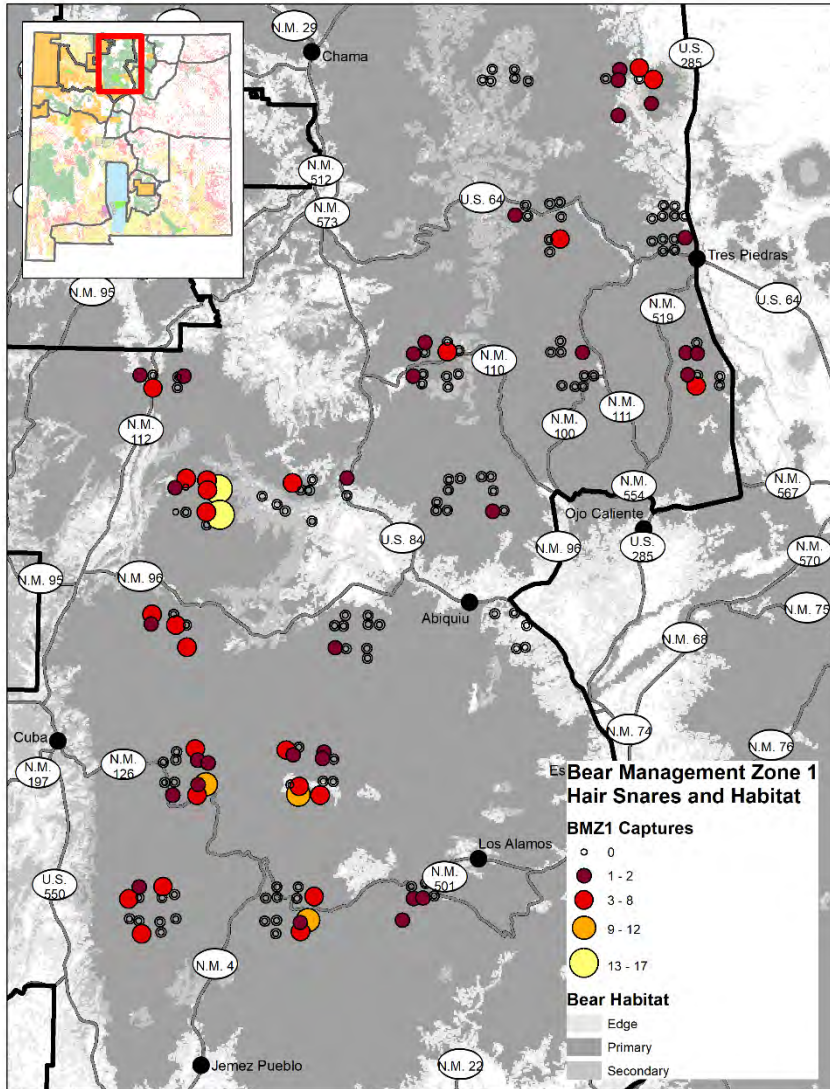 N.M.
29
Chama
U.S.
285
N.M.
512
N.M.
573
U.S. 64
Tres Piedras
N.M. 95
U.S. 64
N.M.
519
N.M.
110
N.M.
111
N.M.
100
N.M.
112
N.M.
554
N.M.
567
Ojo Caliente
U.S. 84
N.M. 96
U.S.
285
N.M.
570
N.M. 95
N.M. 96
Abiquiu
N.M. 75
N.M. 68
Cuba
N.M. 74
N.M.
126
N.M. 76
N.M.
197
Es
Bear Management Zone 1
Hair Snares and Habitat
BMZ1 Captures
0
1 - 2
3 - 8
9 - 12
13 - 17
Bear Habitat
Edge
Primary
Secondary
Los Alamos
N.M.
501
U.S.
550
N.M. 4
Jemez Pueblo
N.M. 22